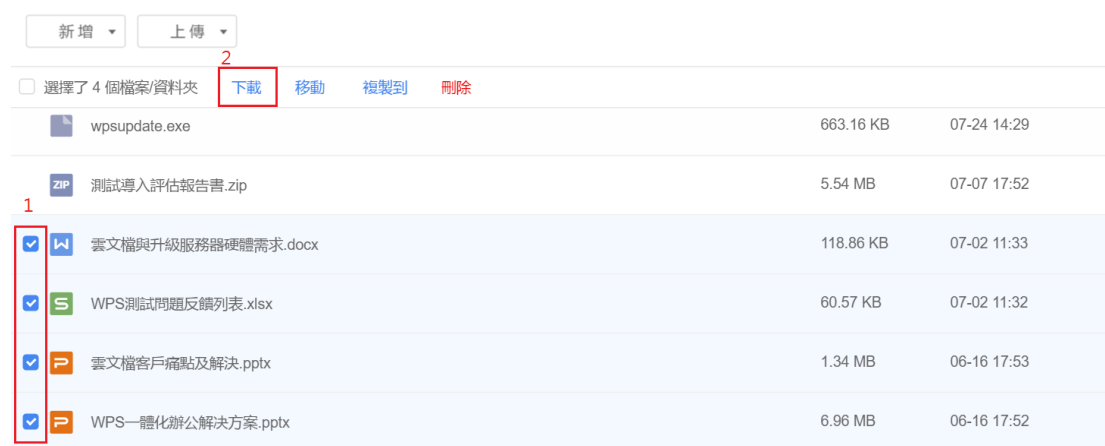 新增 上傳
2
選擇了 4 個檔案/資料夾 下載 移動 複製到 刪除
wpsupdate.exe 663.16 KB 07-24 14:29
ZIP 測試導入評估報告書.zip 5.54 MB 07-07 17:52
1
W 雲文檔與升級服務器硬體需求.docx 118.86 KB 07-02 11:33
S WPS測試問題反饋列表.xlsx 60.57 KB 07-02 11:32
P 雲文檔客戶痛點及解決.pptx 1.34 MB 06-16 17:53
P WPS一體化辦公解决方案.pptx 6.96 MB 06-16 17:52